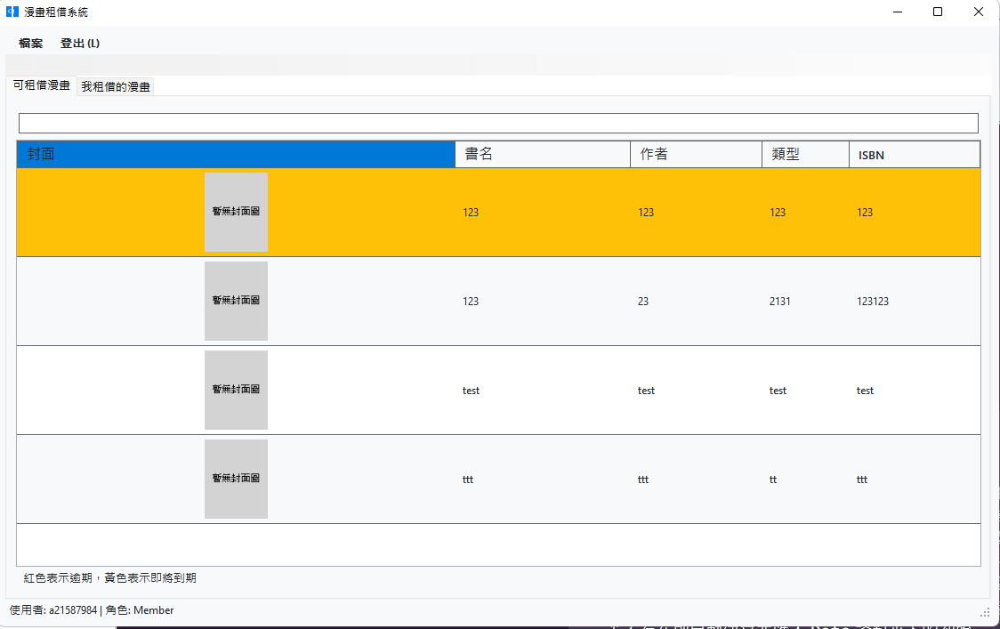 漫畫租借系統
檔案 登出 (L)
可租借漫畫 我租借的漫畫
封面 書名 作者 類型 ISBN
暫無封面圖 123 123 123 123
暫無封面圖 123 23 2131 123123
暫無封面圖 test test test test
暫無封面圖 ttt ttt tt ttt
紅色表示逾期，黃色表示即將到期
使用者: a21587984 | 角色: Member